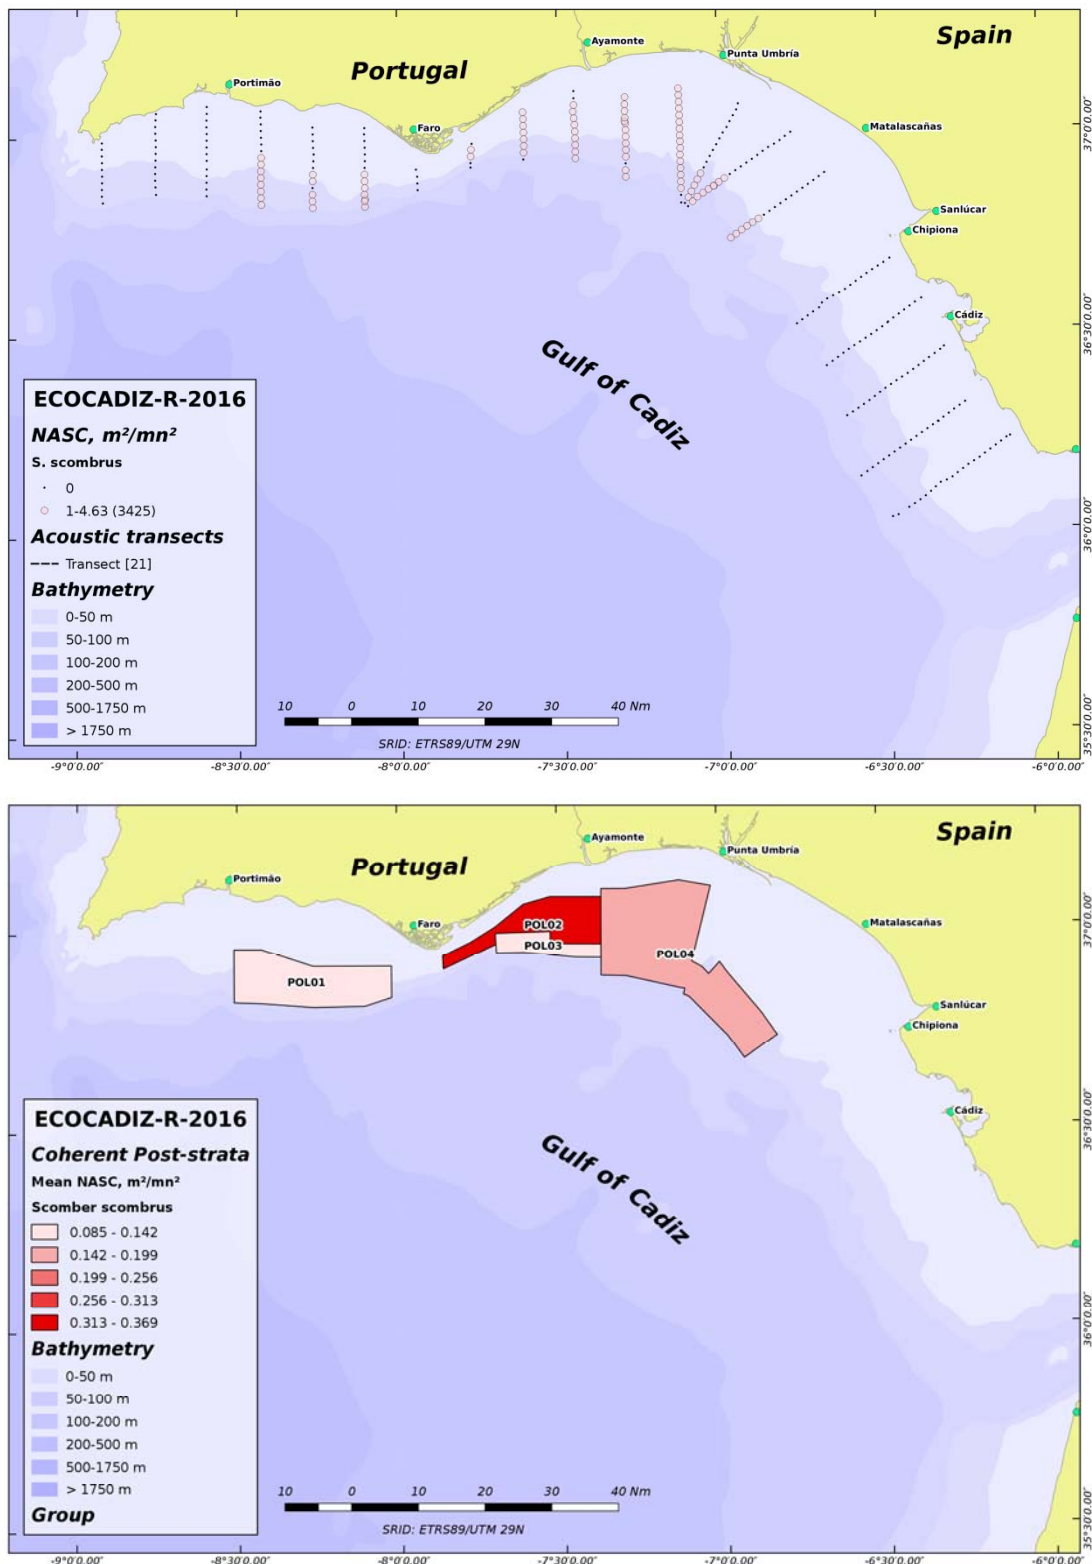 Spain
Ayamonte
Punta Umbría
Portugal
Portimão
Faro
Matalascañas
Sanlúcar
Chipiona
Cádiz
Gulf of Cadiz
ECOCADIZ-R-2016
NASC, m²/mn²
S. scombrus
0
1-4.63 (3425)
Acoustic transects
Transect [21]
Bathymetry
0-50 m
50-100 m
100-200 m
200-500 m
500-1750 m
> 1750 m
10 0 10 20 30 40 Nm
SRID: ETRS89/UTM 29N
37°0'0.00"
36°30'0.00"
36°0'0.00"
35°30'0.00"
-9°0'0.00" -8°30'0.00" -8°0'0.00" -7°30'0.00" -7°0'0.00" -6°30'0.00" -6°0'0.00"
Spain
Ayamonte
Punta Umbría
Portugal
Portimão
Faro
Matalascañas
POL02
POL03
POL04
POL01
Sanlúcar
Chipiona
Cádiz
Gulf of Cadiz
ECOCADIZ-R-2016
Coherent Post-strata
Mean NASC, m²/mn²
Scomber scombrus
0.085 - 0.142
0.142 - 0.199
0.199 - 0.256
0.256 - 0.313
0.313 - 0.369
Bathymetry
0-50 m
50-100 m
100-200 m
200-500 m
500-1750 m
> 1750 m
Group
10 0 10 20 30 40 Nm
SRID: ETRS89/UTM 29N
37°0'0.00"
36°30'0.00"
36°0'0.00"
35°30'0.00"
-9°0'0.00" -8°30'0.00" -8°0'0.00" -7°30'0.00" -7°0'0.00" -6°30'0.00" -6°0'0.00"